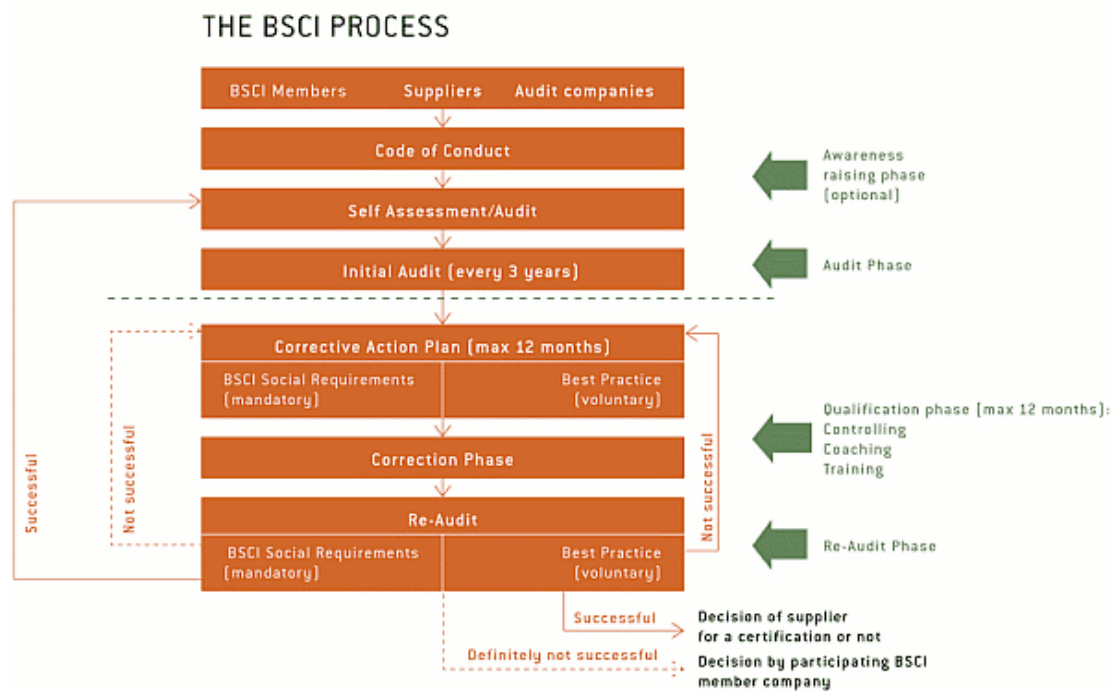 THE BSCI PROCESS
BSCI Members Suppliers Audit companies
Code of Conduct
Awareness
raising phase
(optional)
Self Assessment/Audit
Initial Audit (every 3 years)
Audit Phase
Corrective Action Plan (max 12 months)
BSCI Social Requirements
(mandatory)
Best Practice
(voluntary)
Qualification phase (max 12 months):
Controlling
Coaching
Training
Correction Phase
Successful
Not successful
Not successful
Re-Audit
BSCI Social Requirements
(mandatory)
Best Practice
(voluntary)
Re-Audit Phase
Successful
Decision of supplier
for a certification or not
Definitely not successful
Decision by participating BSCI
member company